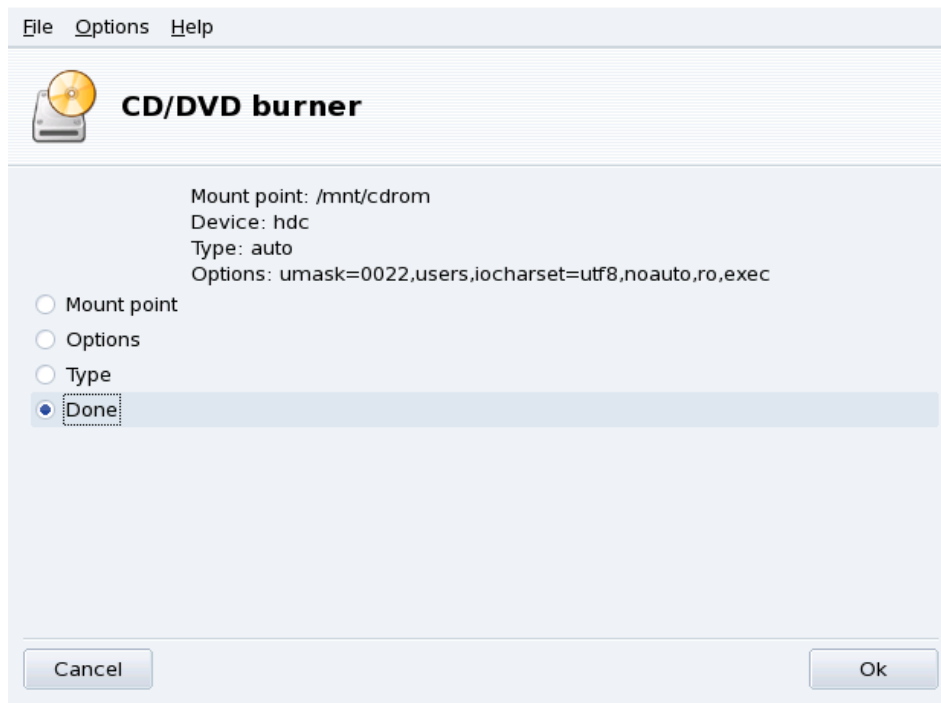 File Options Help
CD/DVD burner
Mount point: /mnt/cdrom
Device: hdc
Type: auto
Options: umask=0022,users,iocharset=utf8,noauto,ro,exec
Mount point
Options
Type
Done
Cancel Ok